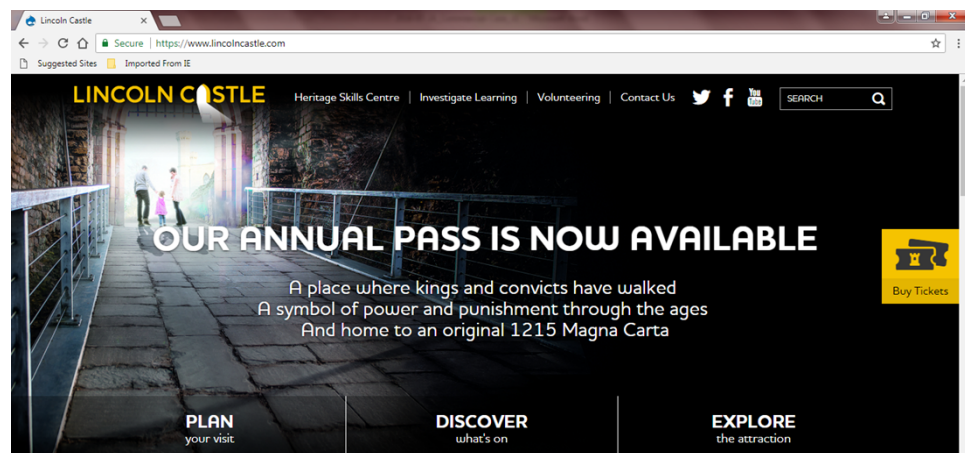 Lincoln Castle
Secure | https://www.lincolncastle.com
Suggested Sites Imported From IE
LINCOLN CASTLE
Heritage Skills Centre | Investigate Learning | Volunteering | Contact Us
You
Tube
SEARCH
OUR ANNUAL PASS IS NOW AVAILABLE
A place where kings and convicts have walked
A symbol of power and punishment through the ages
And home to an original 1215 Magna Carta
Buy Tickets
PLAN
your visit
DISCOVER
what's on
EXPLORE
the attraction